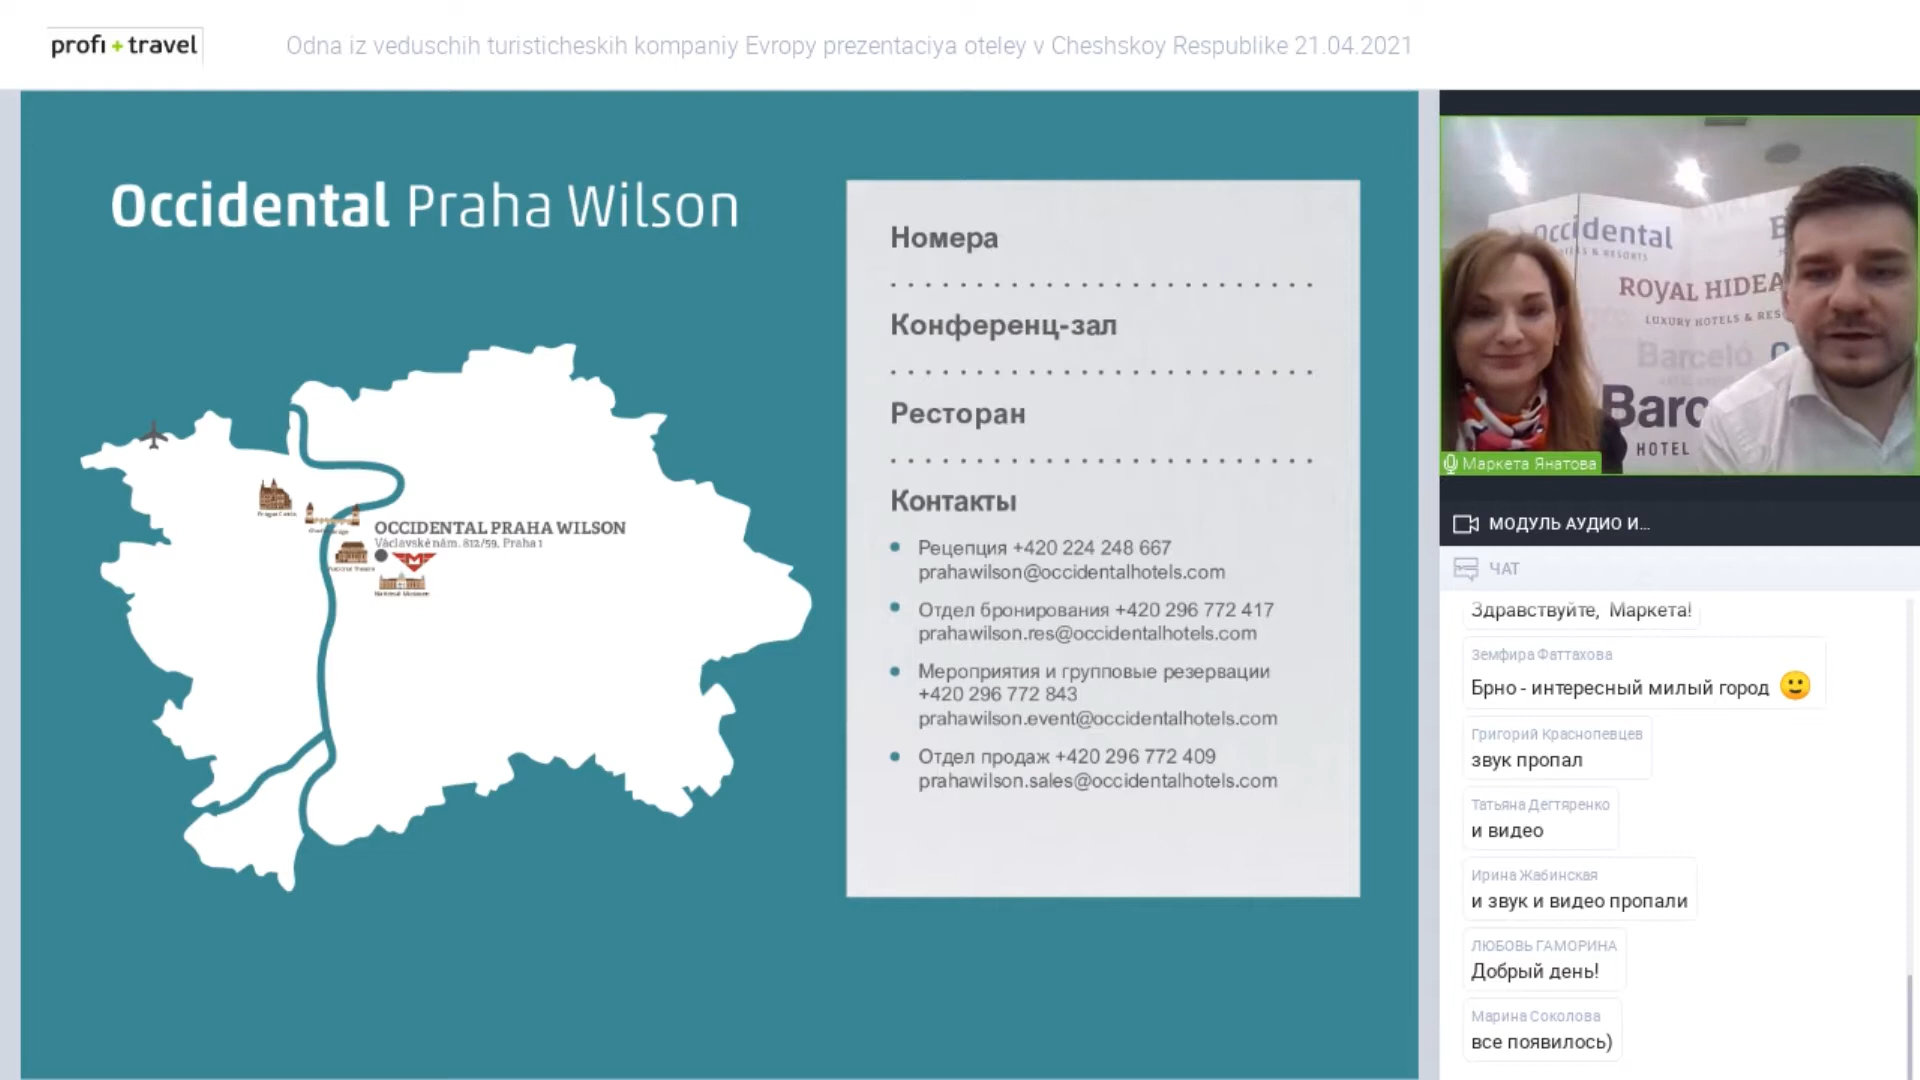 profi + travel
Odna iz veduschih turisticheskih kompaniy Evropy prezentaciya oteley v Cheshskoy Respublike 21.04.2021
Occidental Praha Wilson
OCCIDENTAL PRAHA WILSON
Václavské nám. 812/59, Praha 1
National Museum
Номера
Конференц-зал
Ресторан
Контакты
Рецепция +420 224 248 667
prahawilson@occidentalhotels.com
Отдел бронирования +420 296 772 417
prahawilson.res@occidentalhotels.com
Мероприятия и групповые резервации
+420 296 772 843
prahawilson.event@occidentalhotels.com
Отдел продаж +420 296 772 409
prahawilson.sales@occidentalhotels.com
occidental
HOTELS & RESORTS
ROYAL HIDEA
LUXURY HOTELS & RES
Barceló
Barc
HOTEL
Маркета Янатова
МОДУЛЬ АУДИО И...
ЧАТ
Здравствуйте, Маркета!
Земфира Фаттахова
Брно - интересный милый город
Григорий Краснопевцев
звук пропал
Татьяна Дегтяренко
и видео
Ирина Жабинская
и звук и видео пропали
ЛЮБОВЬ ГАМОРИНА
Добрый день!
Марина Соколова
все появилось)